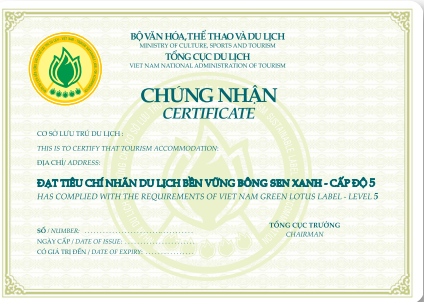 BỘ VĂN HÓA, THỂ THAO VÀ DU LỊCH
MINISTRY OF CULTURE, SPORTS AND TOURISM
TỔNG CỤC DU LỊCH
VIET NAM NATIONAL ADMINISTRATION OF TOURISM
CHỨNG NHẬN
CERTIFICATE
CƠ SỞ LƯU TRÚ DU LỊCH :
THIS IS TO CERTIFY THAT TOURISM ACCOMMODATION:
ĐỊA CHỈ/ ADDRESS:
ĐẠT TIÊU CHÍ NHÃN DU LỊCH BỀN VỮNG BÔNG SEN XANH - CẤP ĐỘ 5
HAS COMPLIED WITH THE REQUIREMENTS OF VIET NAM GREEN LOTUS LABEL - LEVEL 5
SỐ / NUMBER: ..............................
TỔNG CỤC TRƯỞNG
CHAIRMAN
NGÀY CẤP / DATE OF ISSUE: ....................
CÓ GIÁ TRỊ ĐẾN / DATE OF EXPIRY: ..............